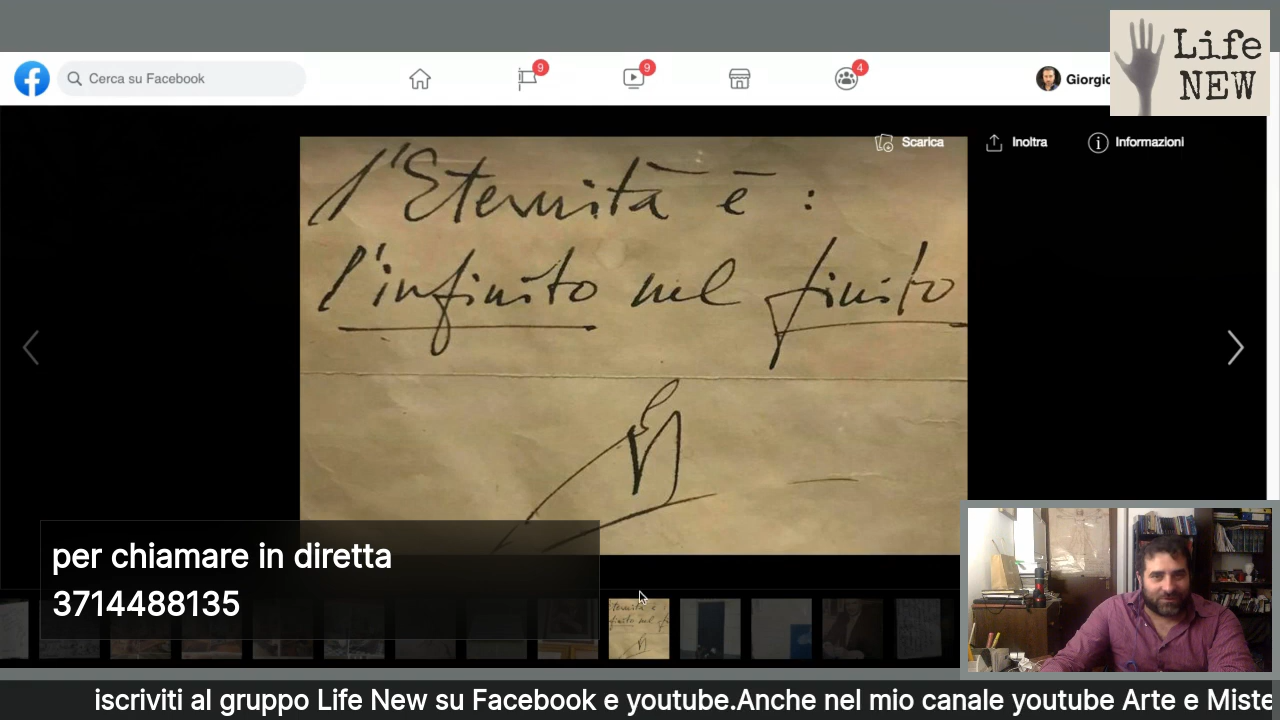 Life
NEW
Cerca su Facebook
9
9
4
Giorgio
Scarica
Inoltra
Informazioni
l'Eternità è :
l'infinito nel finito
per chiamare in diretta
3714488135
iscriviti al gruppo Life New su Facebook e youtube.Anche nel mio canale youtube Arte e Miste